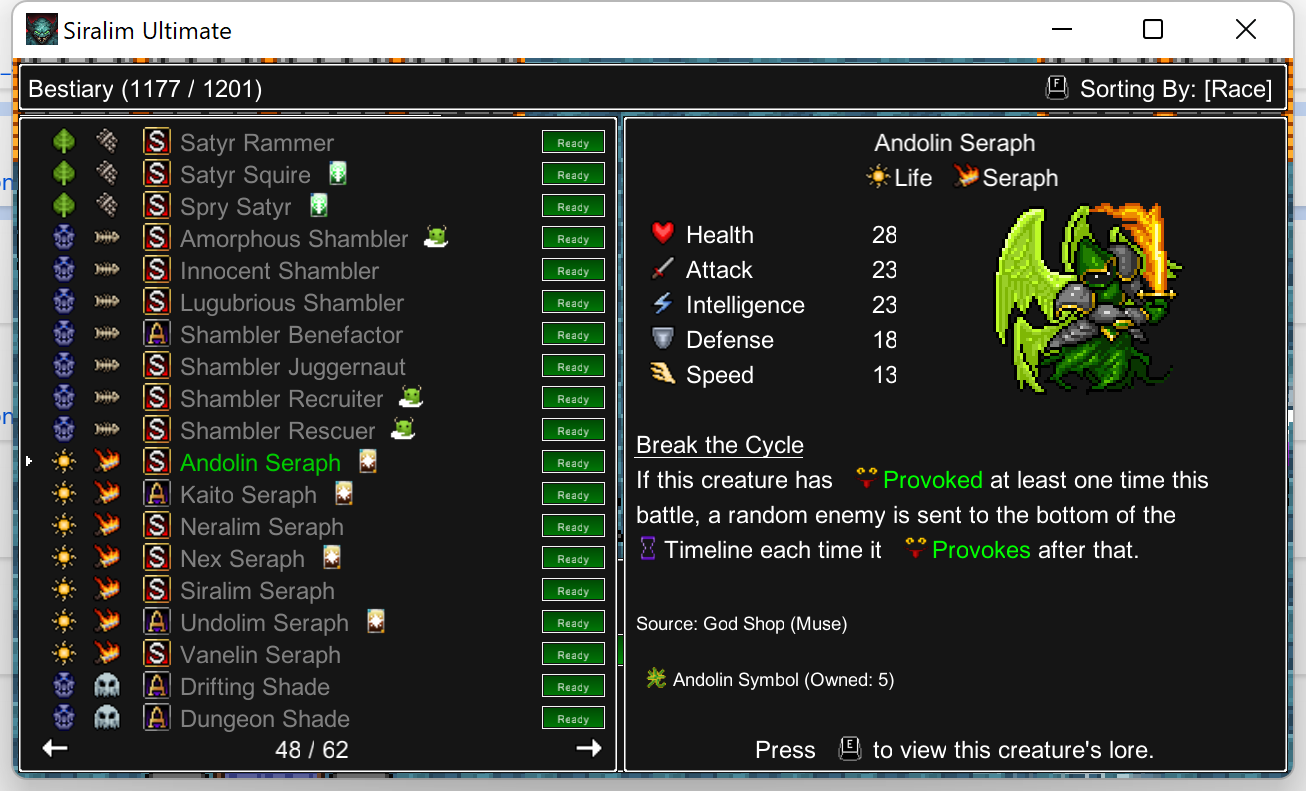 Siralim Ultimate
Bestiary (1177 / 1201)
F Sorting By: [Race]
S Satyr Rammer Ready
S Satyr Squire Ready
S Spry Satyr Ready
S Amorphous Shambler Ready
S Innocent Shambler Ready
S Lugubrious Shambler Ready
A Shambler Benefactor Ready
S Shambler Juggernaut Ready
S Shambler Recruiter Ready
S Shambler Rescuer Ready
S Andolin Seraph Ready
A Kaito Seraph Ready
S Neralim Seraph Ready
S Nex Seraph Ready
S Siralim Seraph Ready
A Undolim Seraph Ready
S Vanelin Seraph Ready
A Drifting Shade Ready
A Dungeon Shade Ready
48 / 62
Andolin Seraph
Life Seraph
Health 28
Attack 23
Intelligence 23
Defense 18
Speed 13
Break the Cycle
If this creature has Provoked at least one time this
battle, a random enemy is sent to the bottom of the
Timeline each time it Provokes after that.
Source: God Shop (Muse)
Andolin Symbol (Owned: 5)
Press E to view this creature's lore.